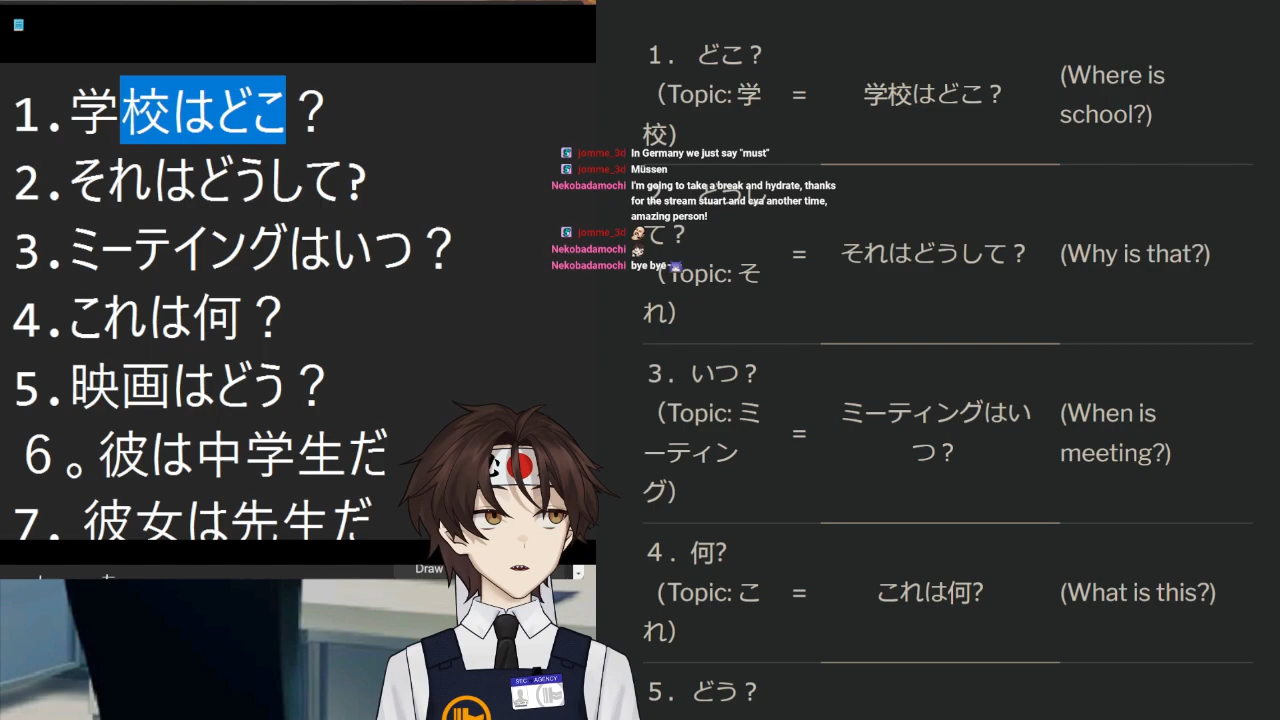 1.学校はどこ？
2.それはどうして?
3.ミーテイングはいつ？
4.これは何？
5.映画はどう？
６。彼は中学生だ
7. 彼女は先生だ
Draw
SEC AGENCY
jomme_3d In Germany we just say "must"
jomme_3d Müssen
Nekobadamochi I'm going to take a break and hydrate, thanks
for the stream stuart and cya another time,
amazing person!
jomme_3d
Nekobadamochi
Nekobadamochi bye bye
１． どこ？
（Topic: 学
校）
=
学校はどこ？
(Where is
school?)
て？
（Topic: そ
れ）
=
それはどうして？
(Why is that?)
３．いつ？
（Topic: ミ
ーティン
グ）
=
ミーティングはい
つ？
(When is
meeting?)
４．何?
（Topic: こ
れ）
=
これは何?
(What is this?)
５．どう？